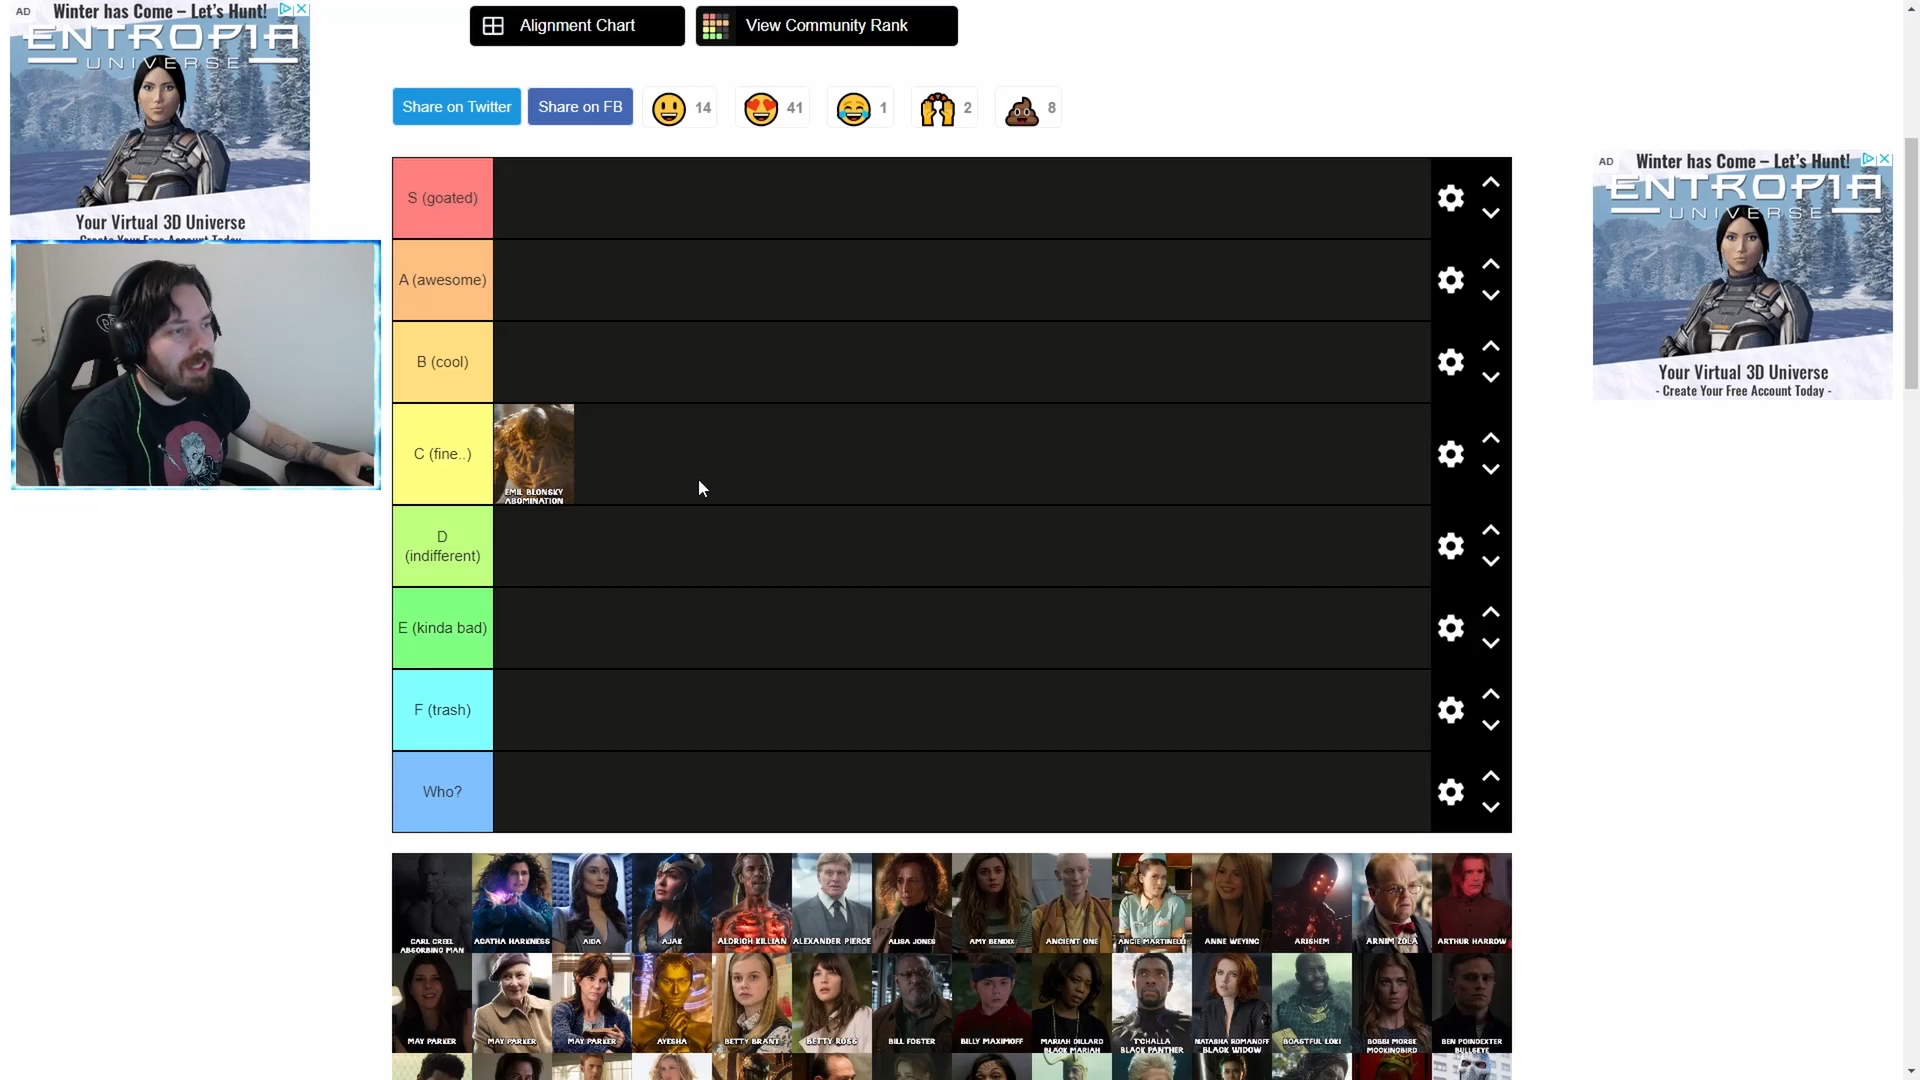 AD
Winter has Come – Let's Hunt!
ENTROPIA
UNIVERSE
Your Virtual 3D Universe
Alignment Chart
View Community Rank
Share on Twitter
Share on FB
14
41
1
2
8
AD
Winter has Come – Let's Hunt!
ENTROPIA
UNIVERSE
Your Virtual 3D Universe
- Create Your Free Account Today -
S (goated)
A (awesome)
B (cool)
C (fine..)
EMIL BLONSKY
ABOMINATION
D
(indifferent)
E (kinda bad)
F (trash)
Who?
CARL CREEL
ABSORBING MAN
AGATHA HARKNESS
AIDA
AJAK
ALDRICH KILLIAN
ALEXANDER PIERCE
ALISA JONES
AMY BENDIX
ANCIENT ONE
ANGIE MARTINELLI
ANNE WEYING
ARISHEM
ARNIM ZOLA
ARTHUR HARROW
MAY PARKER
MAY PARKER
MAY PARKER
AYESHA
BETTY BRANT
BETTY ROSS
BILL FOSTER
BILLY MAXIMOFF
MARIAH DILLARD
BLACK MARIAH
T'CHALLA
BLACK PANTHER
NATASHA ROMANOFF
BLACK WIDOW
BOASTFUL LOKI
BOBBI MORSE
MOCKINGBIRD
BEN POINDEXTER
BULLSEYE